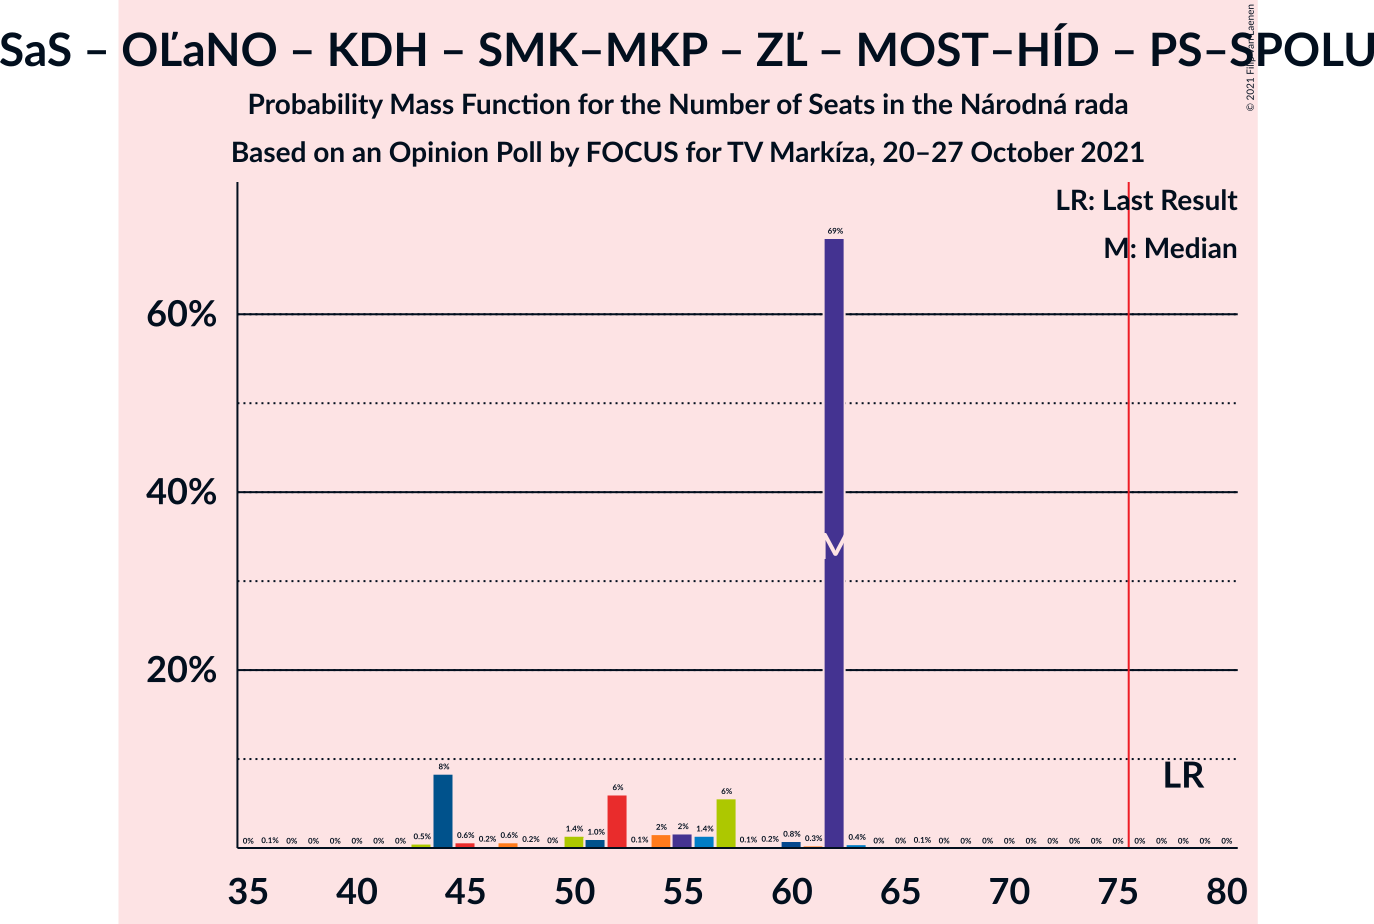 SaS – OĽaNO – KDH – SMK–MKP – ZĽ – MOST–HÍD – PS–SPOLU
© 2021 Filip van Laenen
Probability Mass Function for the Number of Seats in the Národná rada
Based on an Opinion Poll by FOCUS for TV Markíza, 20–27 October 2021
LR: Last Result
M: Median
69%
60%
40%
M
20%
LR
8%
6%
6%
0% 0.1% 0% 0% 0% 0% 0% 0% 0.5% 0.6% 0.2% 0.6% 0.2% 0% 1.4% 1.0% 0.1% 2% 2% 1.4% 0.1% 0.2% 0.8% 0.3% 0.4% 0% 0% 0.1% 0% 0% 0% 0% 0% 0% 0% 0% 0% 0% 0% 0% 0% 0%
35 40 45 50 55 60 65 70 75 80